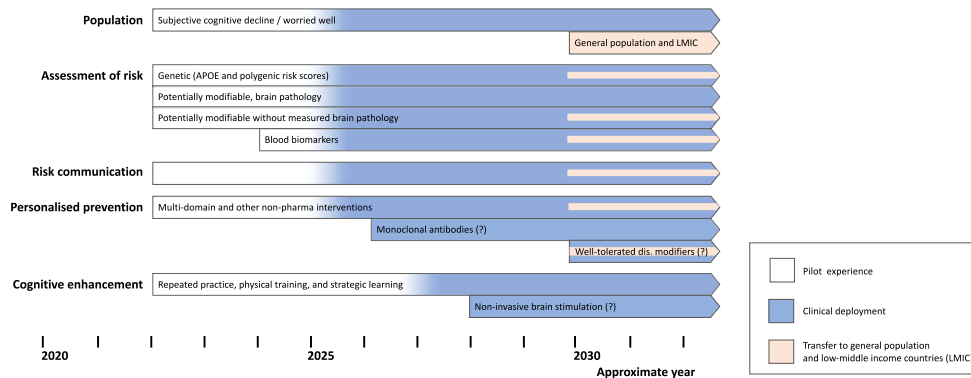 Population
Subjective cognitive decline / worried well
General population and LMIC
Assessment of risk
Genetic (APOE and polygenic risk scores)
Potentially modifiable, brain pathology
Potentially modifiable without measured brain pathology
Blood biomarkers
Risk communication
Personalised prevention
Multi-domain and other non-pharma interventions
Monoclonal antibodies (?)
Well-tolerated dis. modifiers (?)
Cognitive enhancement
Repeated practice, physical training, and strategic learning
Non-invasive brain stimulation (?)
2020
2025
2030
Approximate year
Pilot experience
Clinical deployment
Transfer to general population
and low-middle income countries (LMIC)